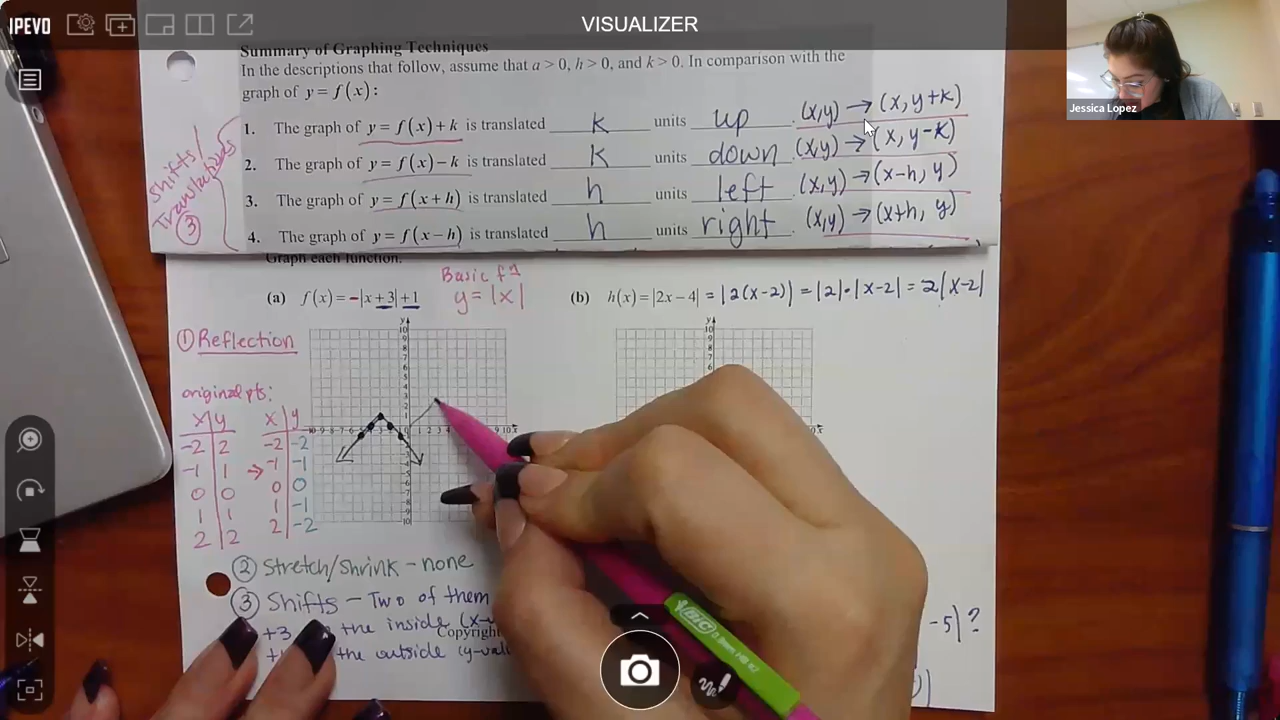 IPEVO
VISUALIZER
Jessica Lopez
Summary of Graphing Techniques
In the descriptions that follow, assume that a > 0, h > 0, and k > 0. In comparison with the
graph of y = f(x):
1. The graph of y = f(x) + k is translated k units up. (x,y) → (x, y+k)
2. The graph of y = f(x) − k is translated k units down. (x,y) → (x, y−k)
3. The graph of y = f(x + h) is translated h units left. (x,y) → (x−h, y)
4. The graph of y = f(x − h) is translated h units right. (x,y) → (x+h, y)
Shifts/
Translations
③
Graph each function.
Basic fn
y = |x|
(a) f(x) = −|x + 3| + 1
(b) h(x) = |2x − 4| = |2(x−2)| = |2|•|x−2| = 2|x−2|
① Reflection
original pts:
x | y
-2 | 2
-1 | 1
0 | 0
1 | 1
2 | 2
→
x | y
-2 | -2
-1 | -1
0 | 0
1 | -1
2 | -2
② Stretch/Shrink - none
③ Shifts - Two of them
+3 the inside (x-
the outside (y-val
Copyright
-5| ?